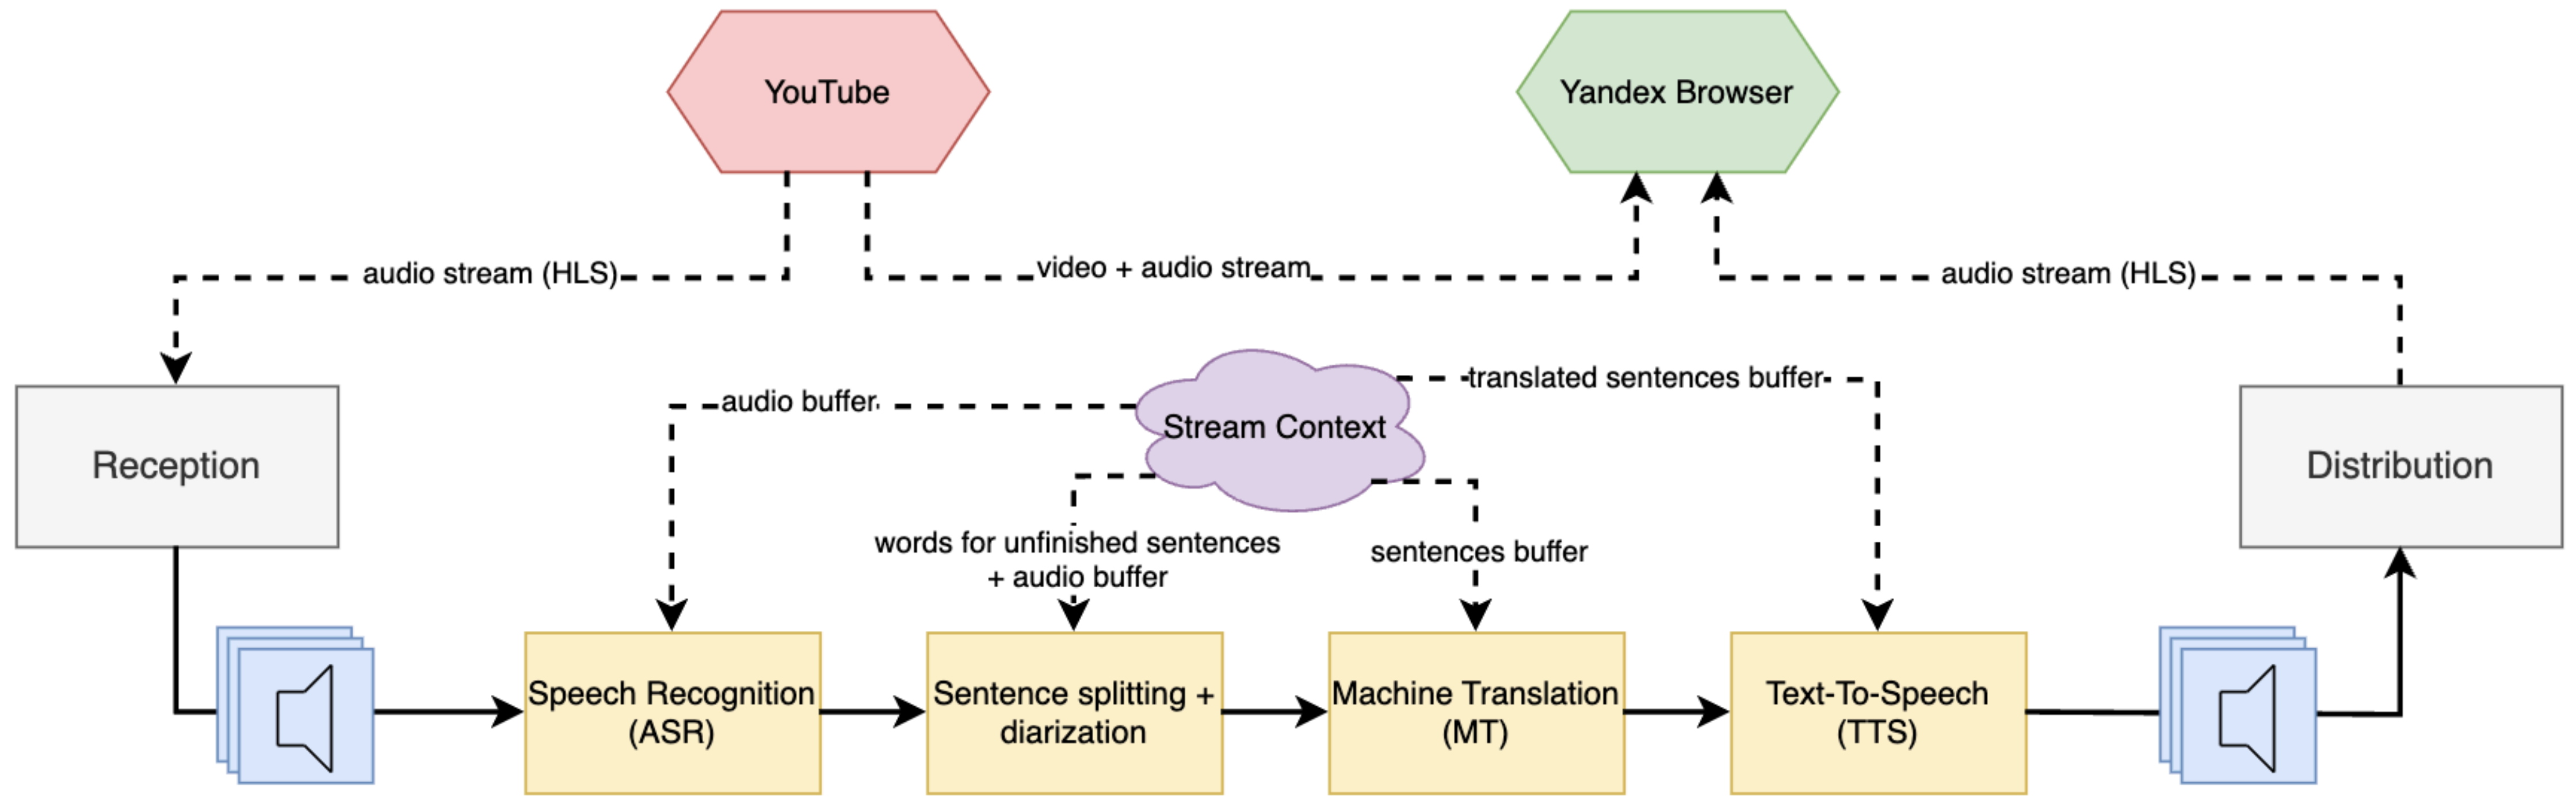 YouTube
Yandex Browser
audio stream (HLS)
video + audio stream
audio stream (HLS)
translated sentences buffer
audio buffer
Stream Context
Reception
Distribution
words for unfinished sentences
+ audio buffer
sentences buffer
Speech Recognition
(ASR)
Sentence splitting +
diarization
Machine Translation
(MT)
Text-To-Speech
(TTS)